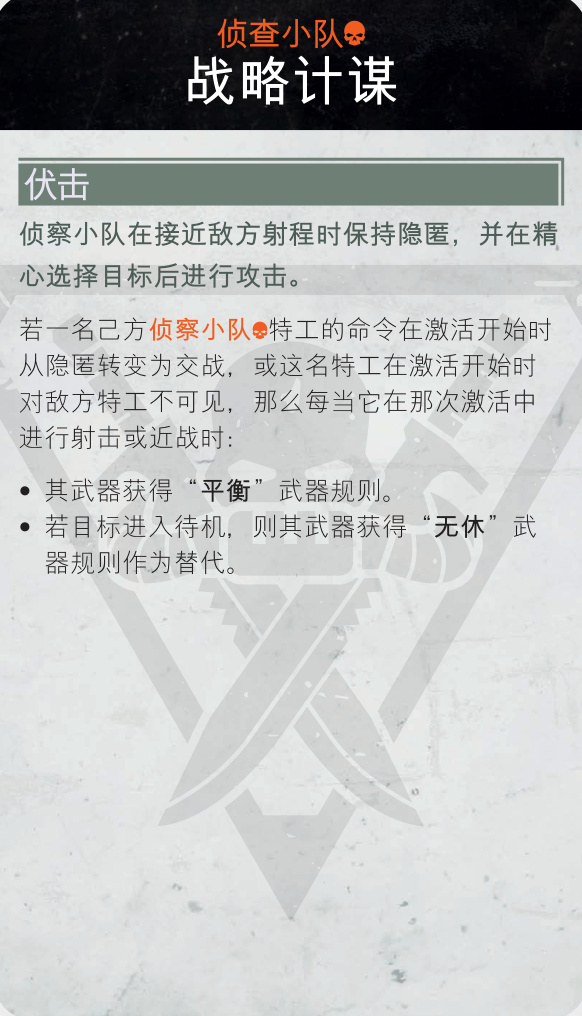 侦查小队
战略计谋
伏击
侦察小队在接近敌方射程时保持隐匿，并在精
心选择目标后进行攻击。
若一名己方侦察小队特工的命令在激活开始时
从隐匿转变为交战，或这名特工在激活开始时
对敌方特工不可见，那么每当它在那次激活中
进行射击或近战时:
• 其武器获得“平衡”武器规则。
• 若目标进入待机，则其武器获得“无休”武
器规则作为替代。